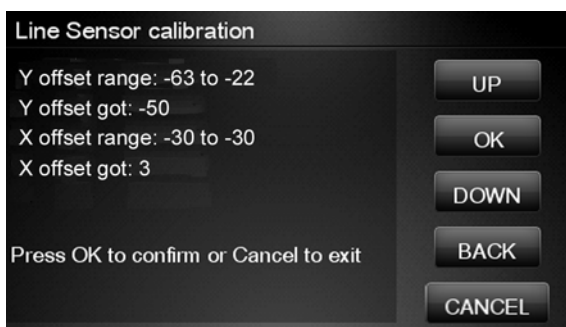 Line Sensor calibration
Y offset range: -63 to -22
Y offset got: -50
X offset range: -30 to -30
X offset got: 3
Press OK to confirm or Cancel to exit
UP
OK
DOWN
BACK
CANCEL